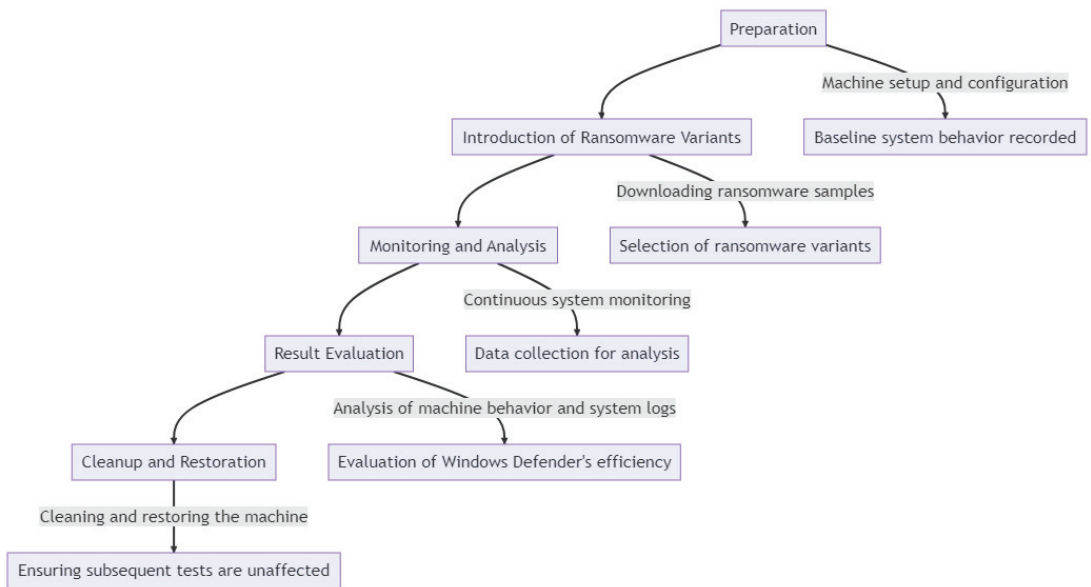 Preparation
Machine setup and configuration
Introduction of Ransomware Variants
Baseline system behavior recorded
Downloading ransomware samples
Monitoring and Analysis
Selection of ransomware variants
Continuous system monitoring
Result Evaluation
Data collection for analysis
Analysis of machine behavior and system logs
Cleanup and Restoration
Evaluation of Windows Defender's efficiency
Cleaning and restoring the machine
Ensuring subsequent tests are unaffected